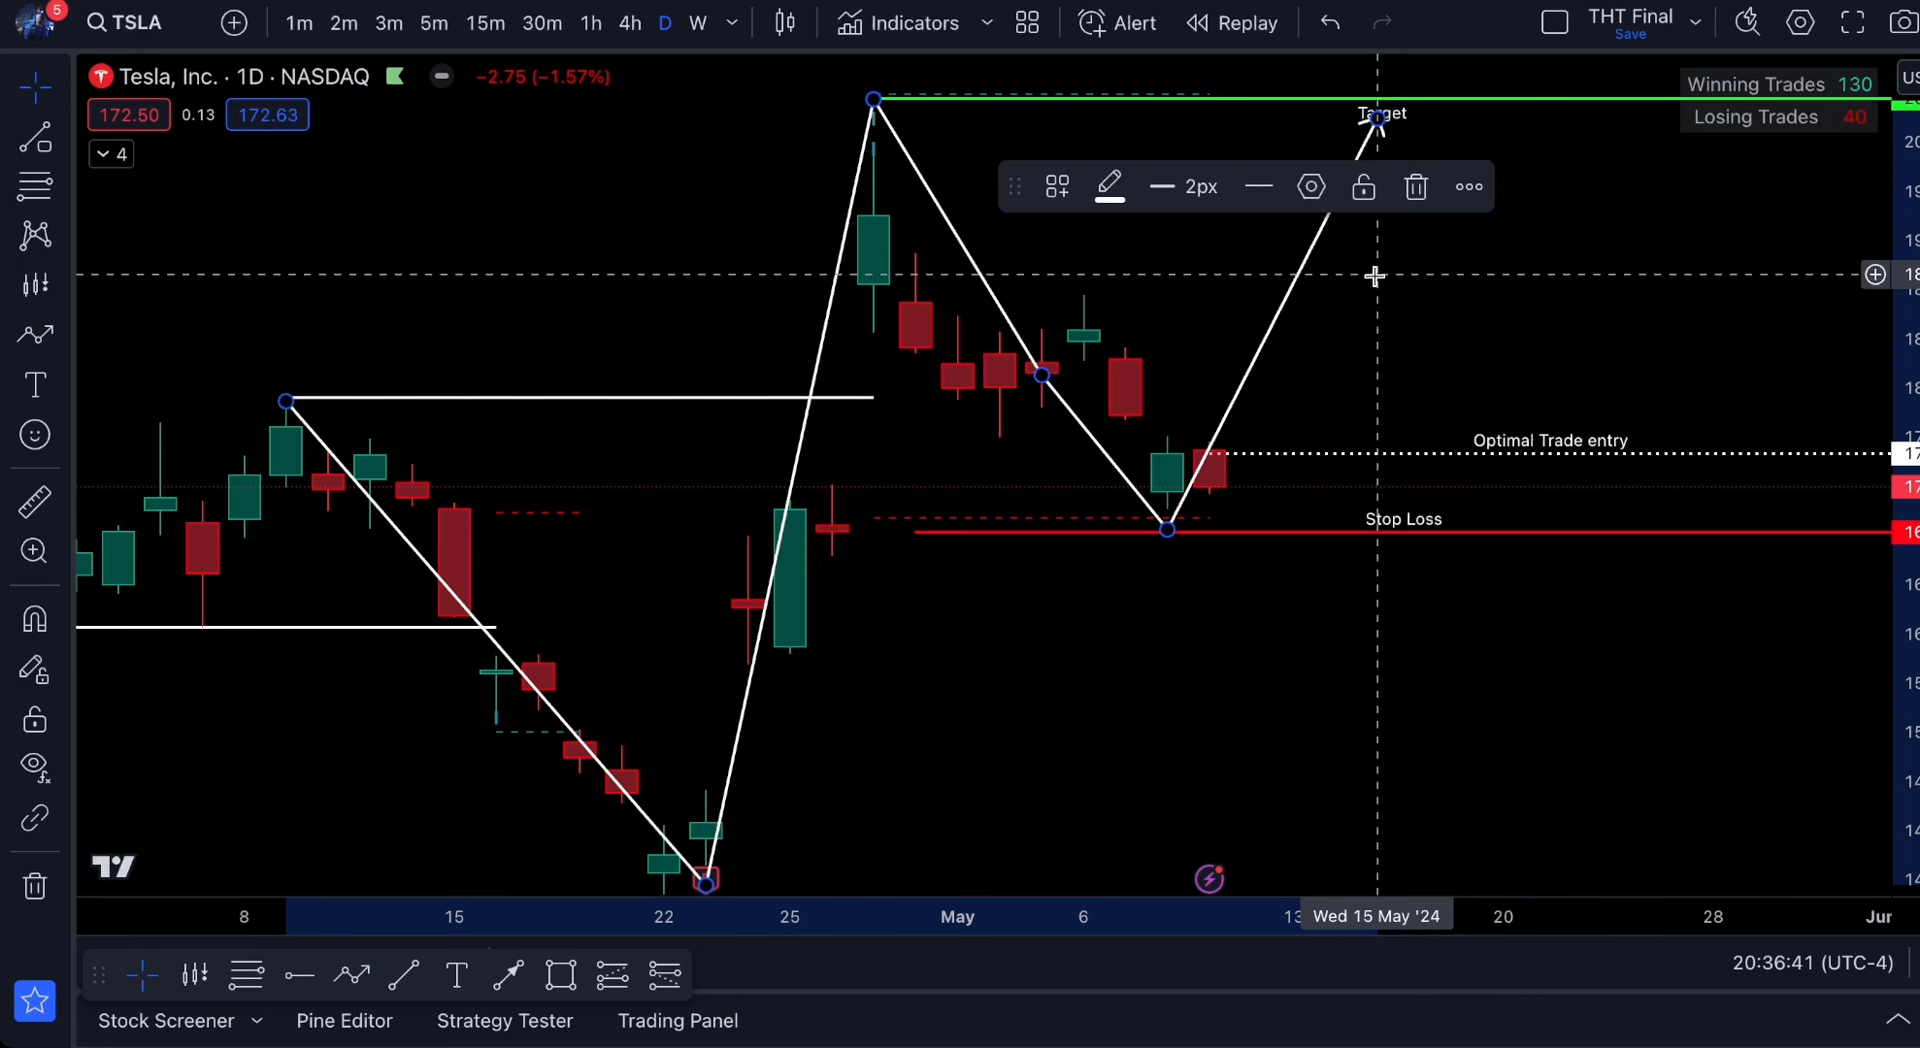 5
TSLA
1m 2m 3m 5m 15m 30m 1h 4h D W
Indicators
Alert
Replay
THT Final
Save
Tesla, Inc. · 1D · NASDAQ
−2.75 (−1.57%)
172.50 0.13 172.63
4
Winning Trades 130
Losing Trades 40
Target
2px
Optimal Trade entry
Stop Loss
8 15 22 25 May 6 13 Wed 15 May '24 20 28 Jun
20:36:41 (UTC-4)
Stock Screener Pine Editor Strategy Tester Trading Panel